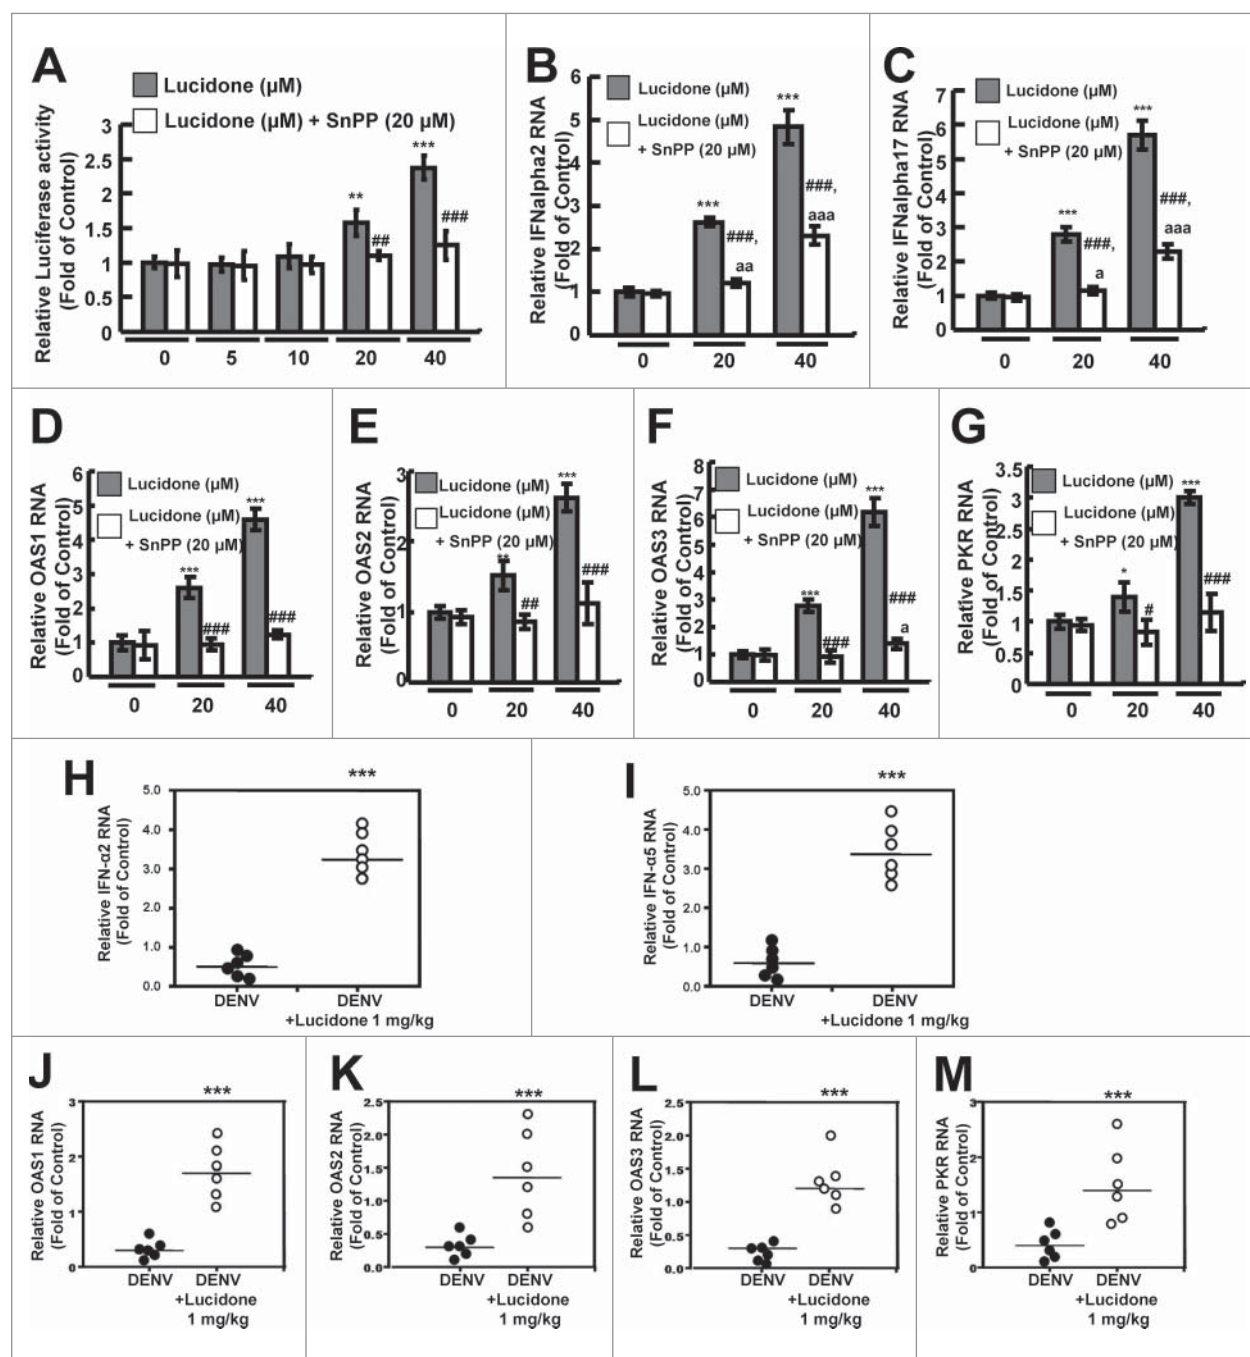 A
Lucidone (µM)
Lucidone (µM) + SnPP (20 µM)
Relative Luciferase activity
(Fold of Control)
3
2.5
2
1.5
1
0.5
0
**
##
***
###
0 5 10 20 40
B
Lucidone (µM)
Lucidone (µM)
+ SnPP (20 µM)
Relative IFNalpha2 RNA
(Fold of Control)
6
5
4
3
2
1
0
***
###,
aa
***
###,
aaa
0 20 40
C
Lucidone (µM)
Lucidone (µM)
+ SnPP (20 µM)
Relative IFNalpha17 RNA
(Fold of Control)
7
6
5
4
3
2
1
0
***
###,
a
***
###,
aaa
0 20 40
D
Lucidone (µM)
Lucidone (µM)
+ SnPP (20 µM)
Relative OAS1 RNA
(Fold of Control)
6
5
4
3
2
1
0
***
###
***
###
0 20 40
E
Lucidone (µM)
Lucidone (µM)
+ SnPP (20 µM)
Relative OAS2 RNA
(Fold of Control)
3
2
1
0
**
##
***
###
0 20 40
F
Lucidone (µM)
Lucidone (µM)
+ SnPP (20 µM)
Relative OAS3 RNA
(Fold of Control)
8
7
6
5
4
3
2
1
0
***
###
***
###
a
0 20 40
G
Lucidone (µM)
Lucidone (µM)
+ SnPP (20 µM)
Relative PKR RNA
(Fold of Control)
3.5
3
2.5
2
1.5
1
0.5
0
*
#
***
###
0 20 40
H
***
Relative IFN-α2 RNA
(Fold of Control)
5.0
4.0
3.0
2.0
1.0
0.0
DENV DENV
+Lucidone 1 mg/kg
I
***
Relative IFN-α5 RNA
(Fold of Control)
5.0
4.0
3.0
2.0
1.0
0.0
DENV DENV
+Lucidone 1 mg/kg
J
***
Relative OAS1 RNA
(Fold of Control)
3
2
1
0
DENV DENV
+Lucidone
1 mg/kg
K
***
Relative OAS2 RNA
(Fold of Control)
2.5
2.0
1.5
1.0
0.5
0.0
DENV DENV
+Lucidone
1 mg/kg
L
***
Relative OAS3 RNA
(Fold of Control)
2.5
2.0
1.5
1.0
0.5
0.0
DENV DENV
+Lucidone
1 mg/kg
M
***
Relative PKR RNA
(Fold of Control)
3
2
1
0
DENV DENV
+Lucidone
1 mg/kg